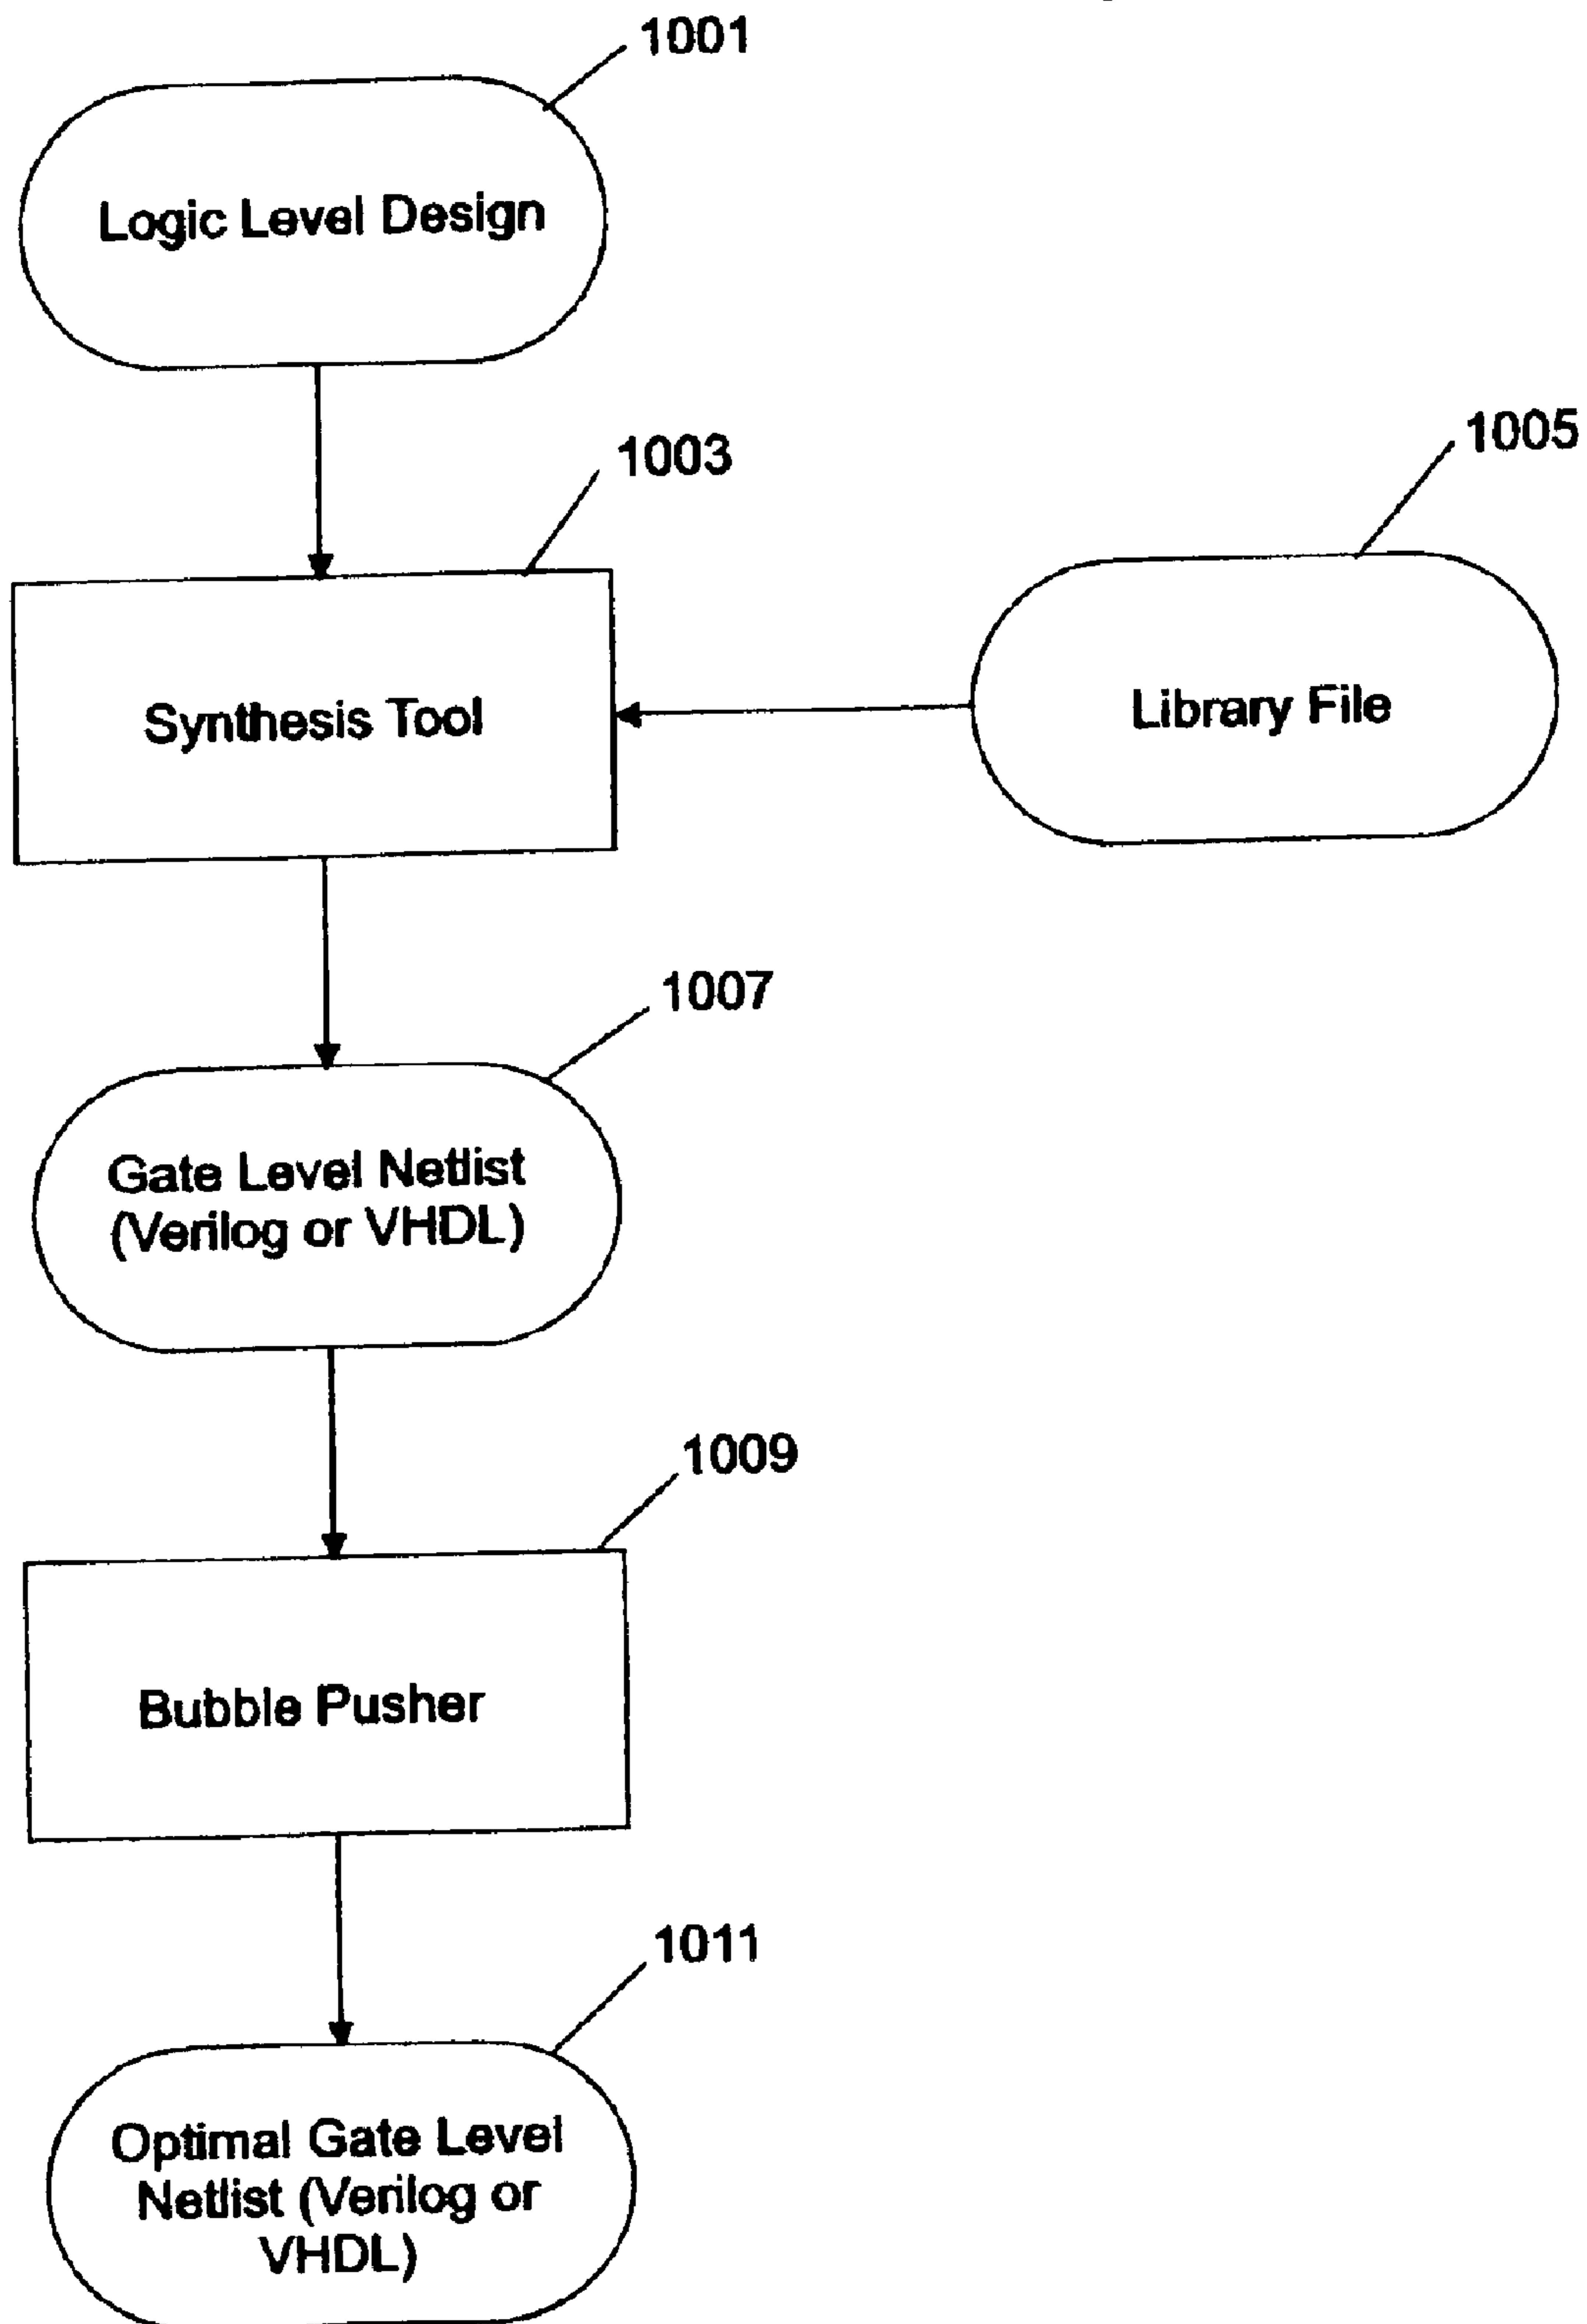 1001
Logic Level Design
1003
1005
Synthesis Tool
Library File
1007
Gate Level Netlist
(Verilog or VHDL)
1009
Bubble Pusher
1011
Optimal Gate Level
Netlist (Verilog or
VHDL)